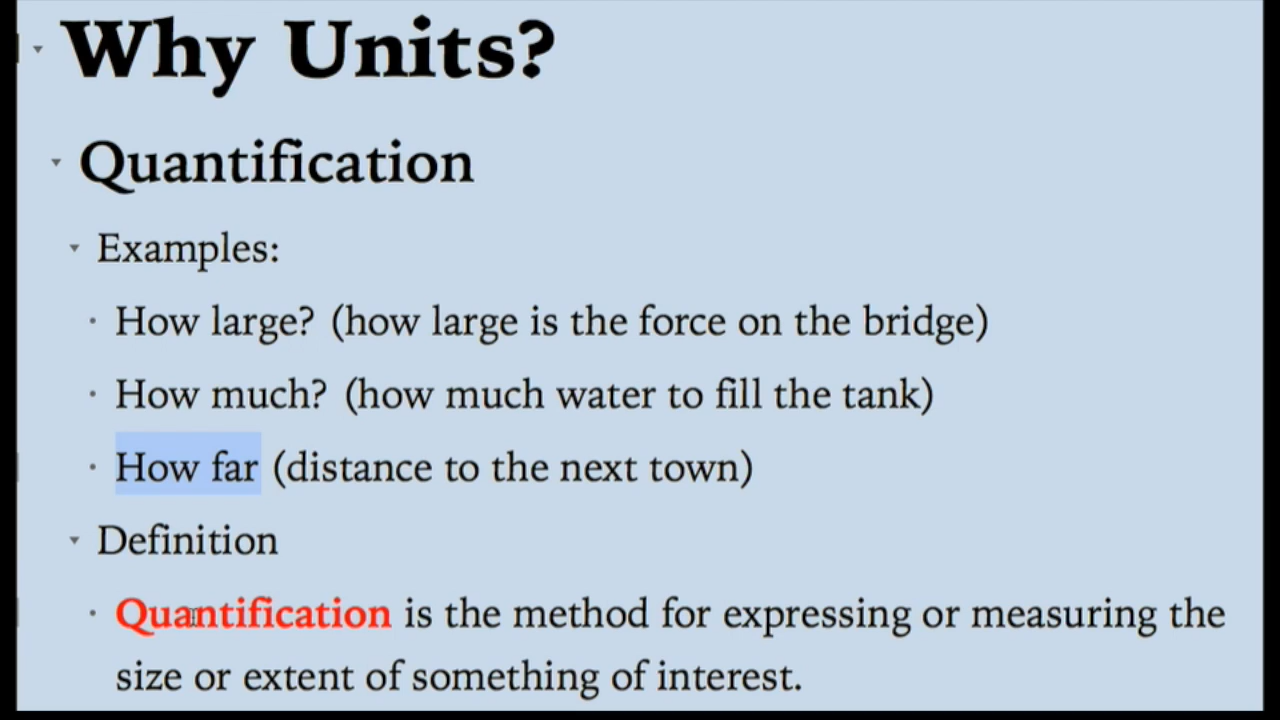 Why Units?
Quantification
Examples:
How large? (how large is the force on the bridge)
How much? (how much water to fill the tank)
How far (distance to the next town)
Definition
Quantification is the method for expressing or measuring the
size or extent of something of interest.